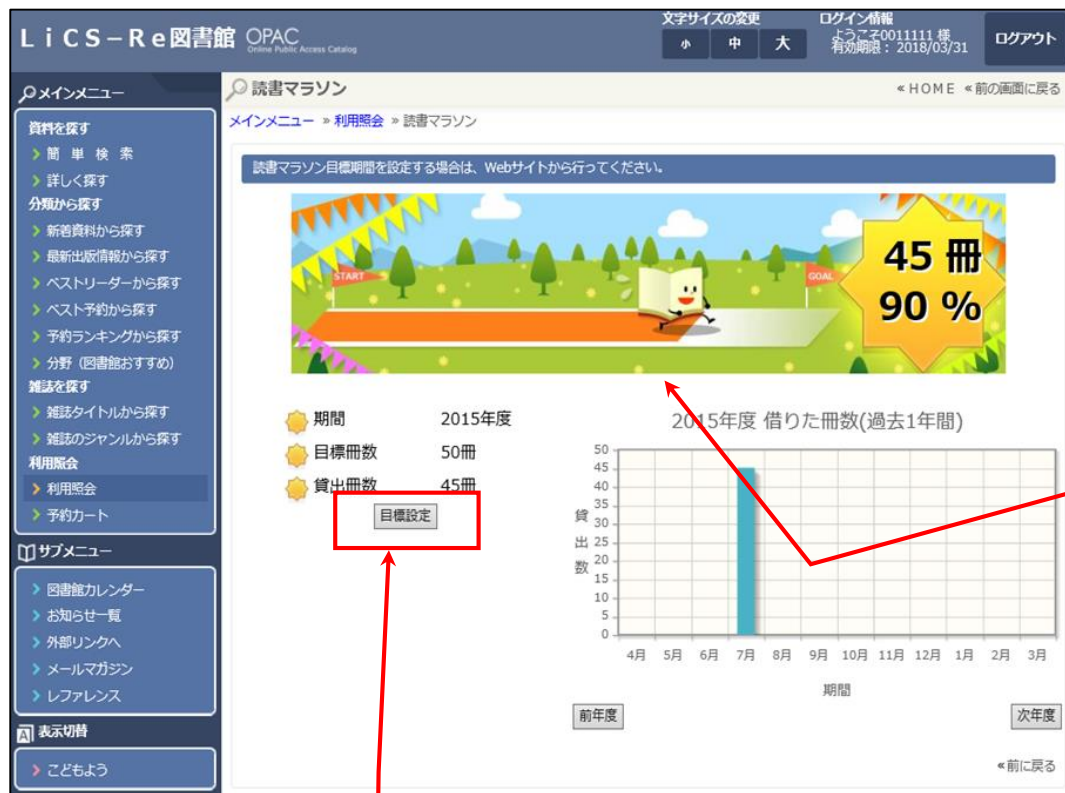 LiCS-Re図書館 OPAC
Online Public Access Catalog
文字サイズの変更
小 中 大
ログイン情報
ようこそ0011111 様
有効期限： 2018/03/31
ログアウト
メインメニュー
資料を探す
簡 単 検 索
詳しく探す
分類から探す
新着資料から探す
最新出版情報から探す
ベストリーダーから探す
ベスト予約から探す
予約ランキングから探す
分野（図書館おすすめ）
雑誌を探す
雑誌タイトルから探す
雑誌のジャンルから探す
利用照会
利用照会
予約カート
サブメニュー
図書館カレンダー
お知らせ一覧
外部リンクへ
メールマガジン
レファレンス
A 表示切替
こどもよう
読書マラソン
«HOME «前の画面に戻る
メインメニュー » 利用照会 » 読書マラソン
読書マラソン目標期間を設定する場合は、Webサイトから行ってください。
START
GOAL
45 冊
90 %
期間 2015年度
目標冊数 50冊
貸出冊数 45冊
目標設定
2015年度 借りた冊数(過去1年間)
貸出数
50
45
40
35
30
25
20
15
10
5
0
4月 5月 6月 7月 8月 9月 10月 11月 12月 1月 2月 3月
期間
前年度
次年度
«前に戻る